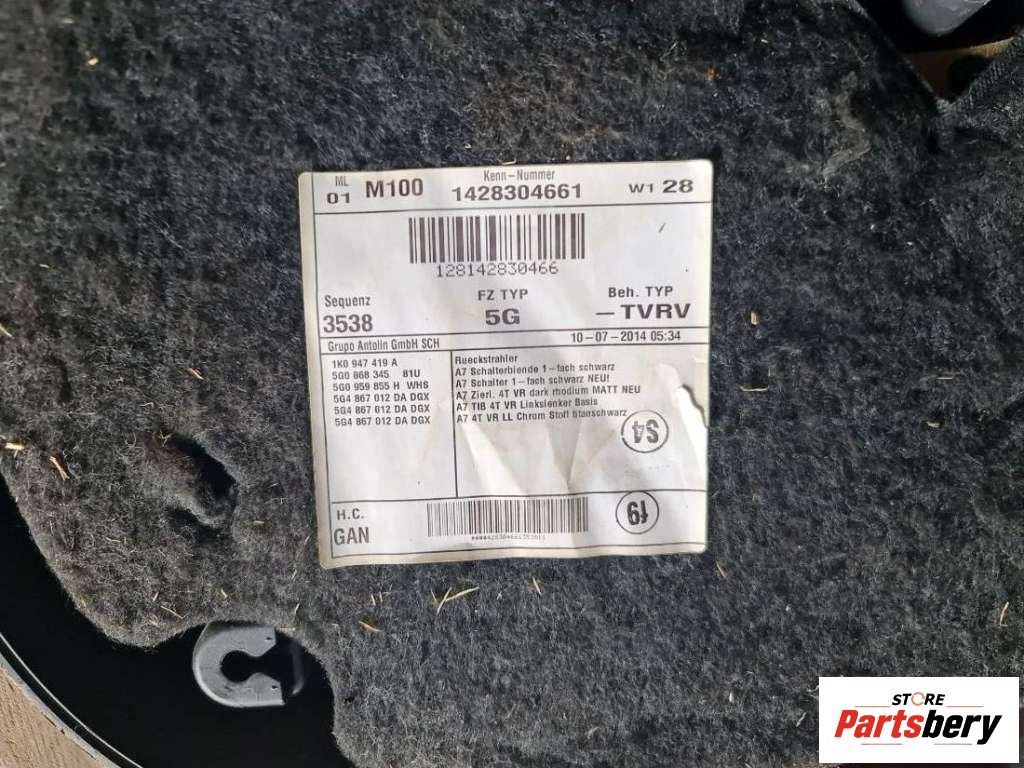 ML
01 M100
Kenn-Nummer
1428304661
W1 28
128142830466
Sequenz
3538
FZ TYP
5G
Beh. TYP
-TVRV
Grupo Antolin GmbH SCH
10-07-2014 05:34
1K0 947 419 A
5G0 868 345 81U
5G0 959 855 H WHS
5G4 867 012 DA DGX
5G4 867 012 DA DGX
5G4 867 012 DA DGX
Rueckstrahler
A7 Schalterblende 1-fach schwarz
A7 Schalter 1-fach schwarz NEU!
A7 Zierl. 4T VR dark rhodium MATT NEU
A7 TIB 4T VR Linkslenker Basis
A7 4T VR LL Chrom Stoff titanschwarz
S4
H.C.
GAN
19
STORE
Partsbery